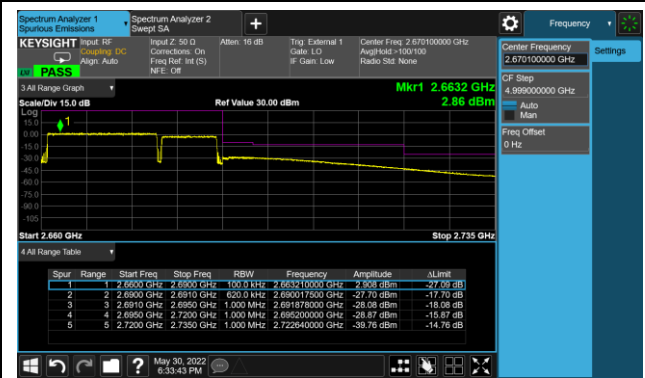 Spectrum Analyzer 1
Spurious Emissions
Spectrum Analyzer 2
Swept SA
Frequency
KEYSIGHT
Input: RF
Coupling: DC
Align: Auto
Input Z: 50 Ω
Corrections: On
Freq Ref: Int (S)
NFE: Off
Atten: 16 dB
Trig: External 1
Gate: LO
IF Gain: Low
Center Freq: 2.670100000 GHz
Avg|Hold >100/100
Radio Std: None
LXI
PASS
Center Frequency
2.670100000 GHz
Settings
CF Step
4.999000000 GHz
Auto
Man
Freq Offset
0 Hz
3 All Range Graph
Mkr1 2.6632 GHz
2.86 dBm
Scale/Div 15.0 dB
Ref Value 30.00 dBm
Log
15.0
0.00
-15.0
-30.0
-45.0
-60.0
-75.0
-90.0
-105
1
Start 2.660 GHz
Stop 2.735 GHz
4 All Range Table
Spur Range Start Freq Stop Freq RBW Frequency Amplitude ΔLimit
1 1 2.6600 GHz 2.6900 GHz 100.0 kHz 2.663210000 GHz 2.908 dBm -27.09 dB
2 2 2.6900 GHz 2.6910 GHz 620.0 kHz 2.690017500 GHz -27.70 dBm -17.70 dB
3 3 2.6910 GHz 2.6950 GHz 1.000 MHz 2.691878000 GHz -28.08 dBm -18.08 dB
4 4 2.6950 GHz 2.7200 GHz 1.000 MHz 2.695200000 GHz -28.87 dBm -15.87 dB
5 5 2.7200 GHz 2.7350 GHz 1.000 MHz 2.722640000 GHz -39.76 dBm -14.76 dB
May 30, 2022
6:33:43 PM